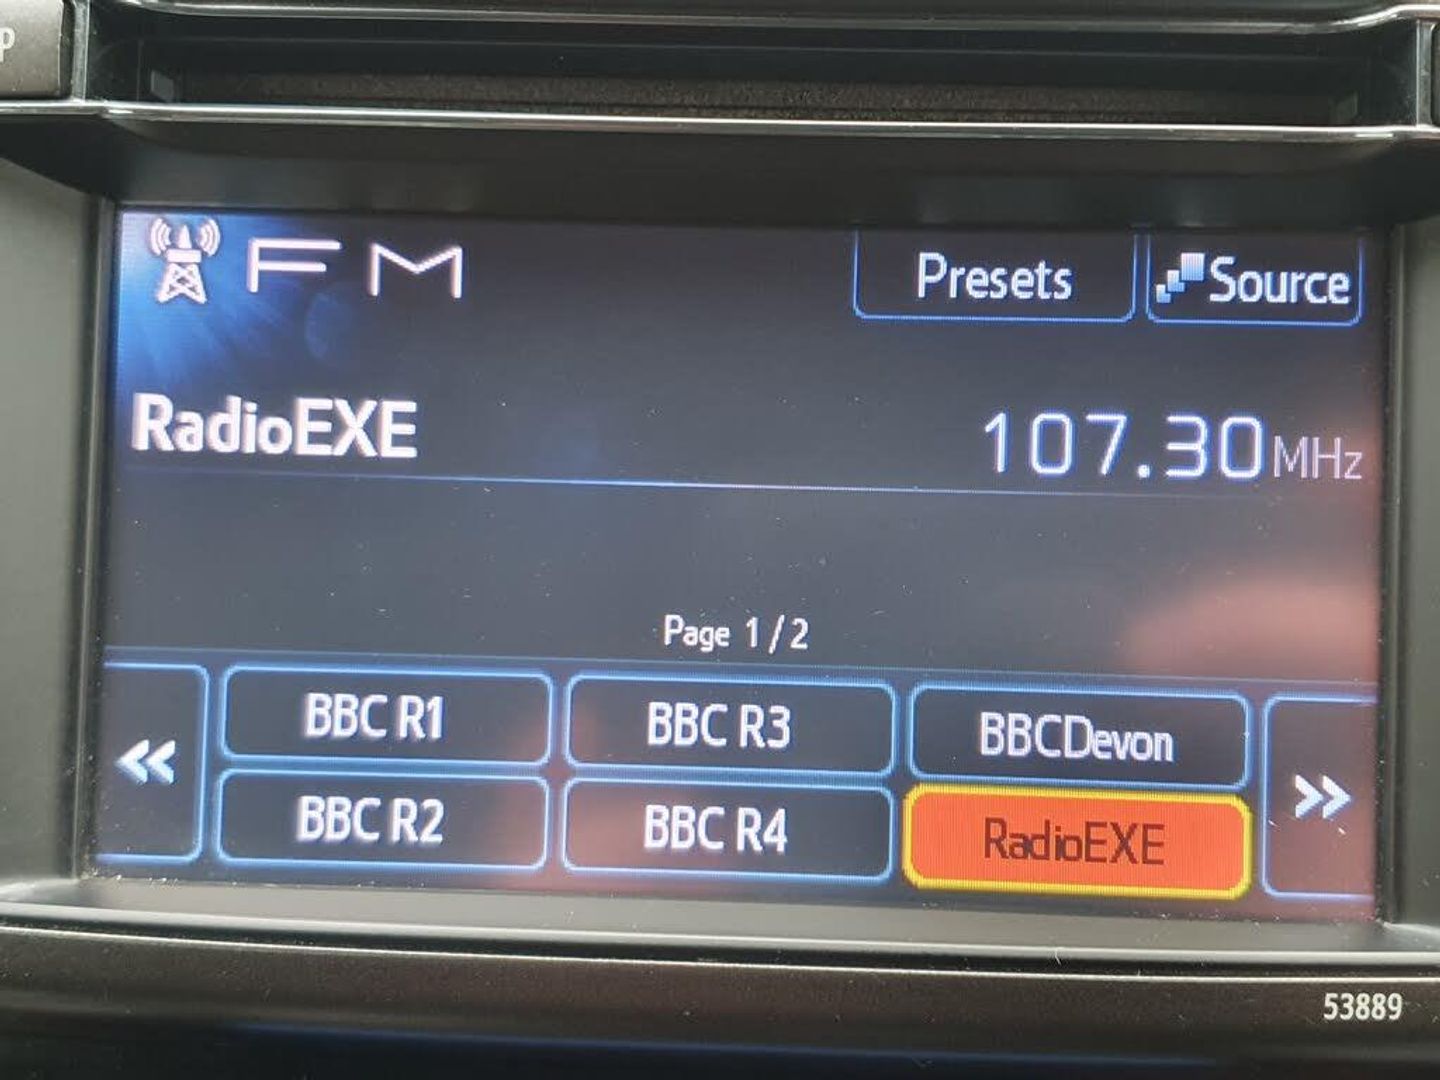 P
FM
Presets
Source
RadioEXE
107.30MHz
Page 1 / 2
<<
BBC R1
BBC R3
BBCDevon
>>
BBC R2
BBC R4
RadioEXE
53889